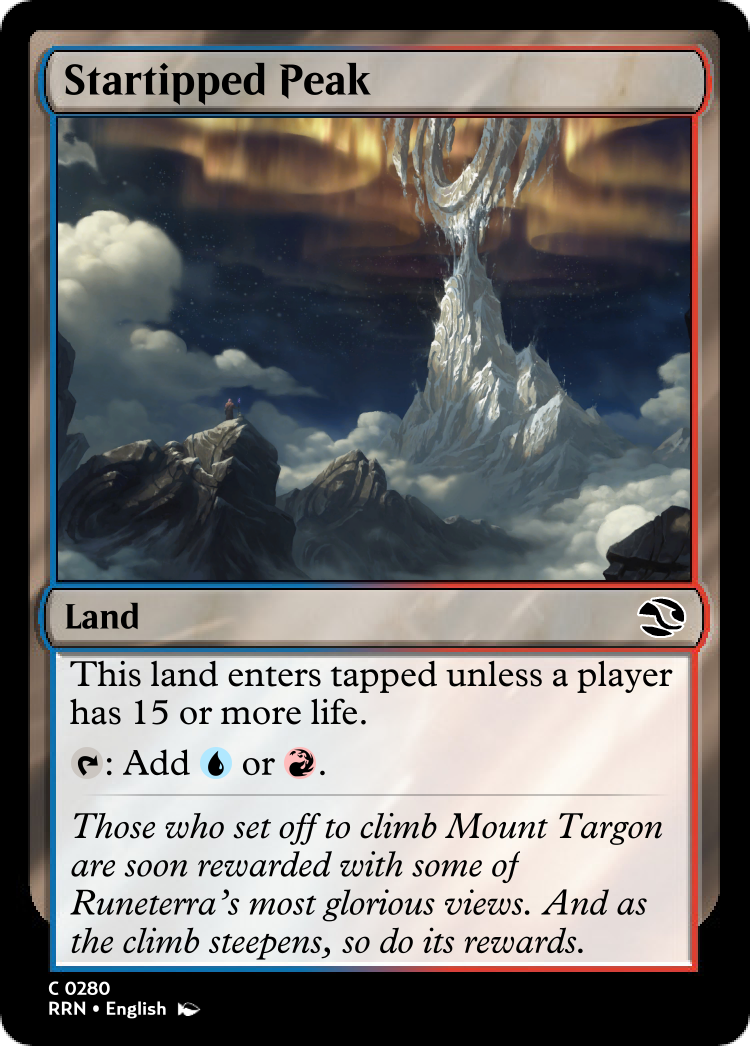 Startipped Peak
Land
This land enters tapped unless a player
has 15 or more life.
: Add or .
Those who set off to climb Mount Targon
are soon rewarded with some of
Runeterra's most glorious views. And as
the climb steepens, so do its rewards.
C 0280
RRN • English